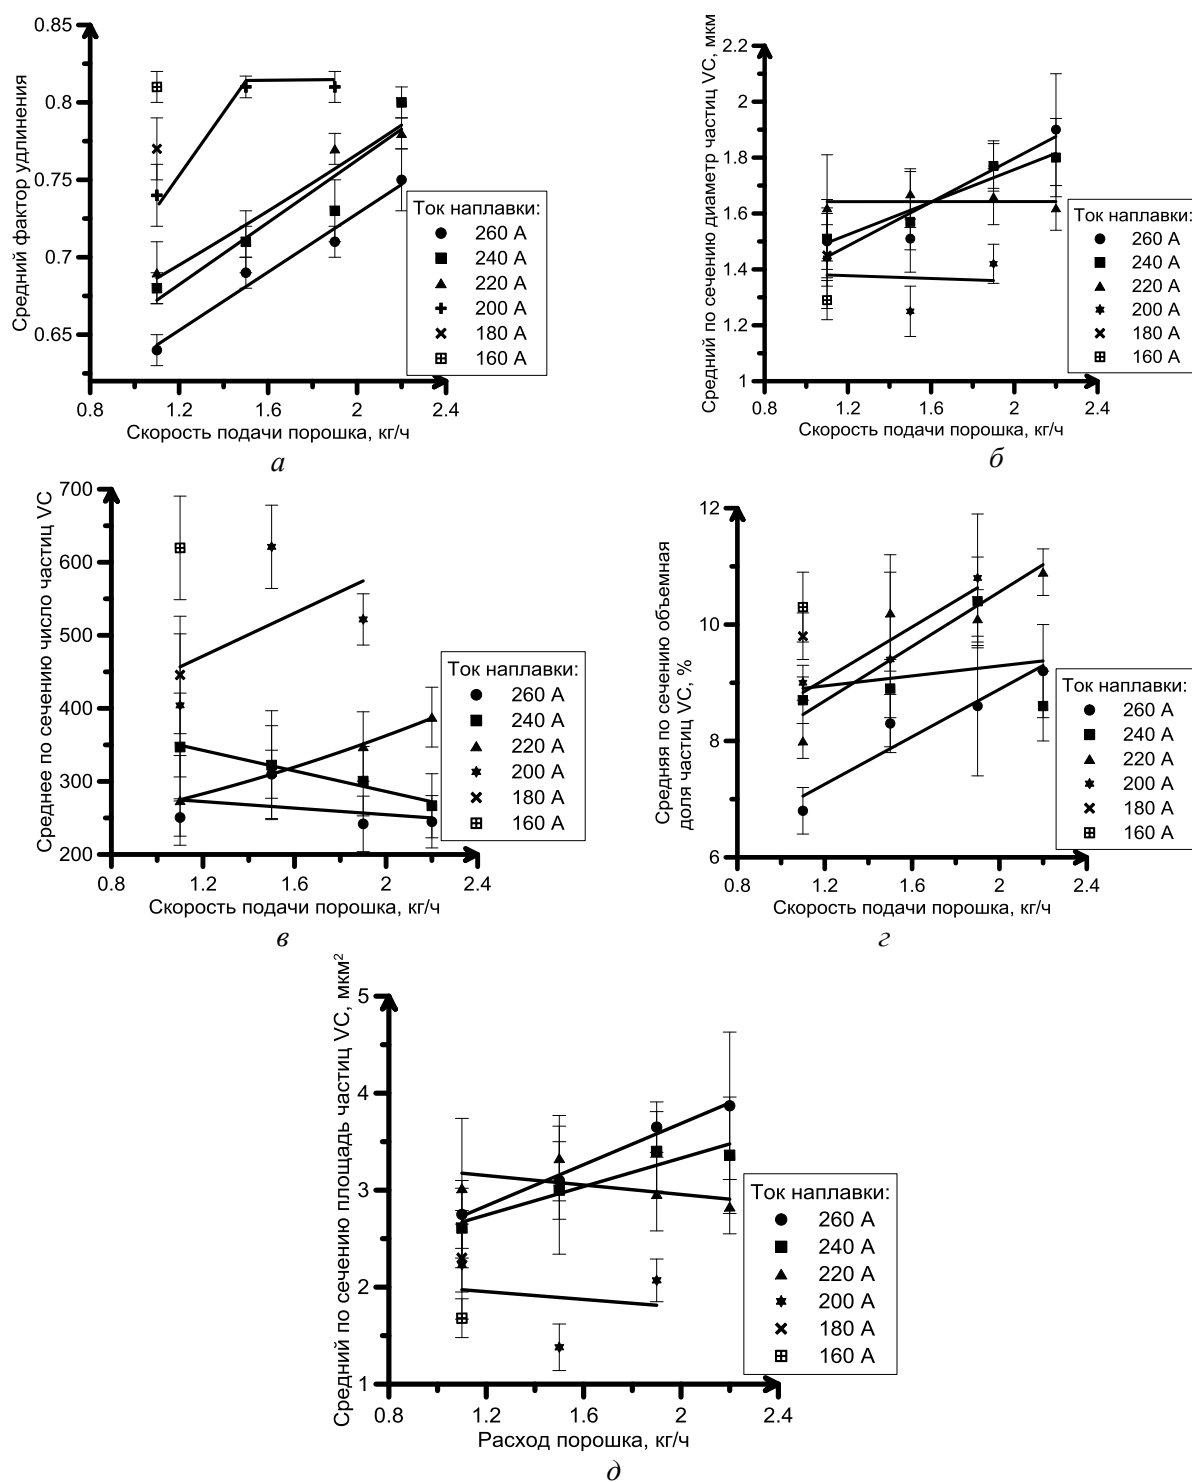 Средний фактор удлинения
0.85
0.8
0.75
0.7
0.65
0.8
1.2
1.6
2
2.4
Скорость подачи порошка, кг/ч
Ток наплавки:
260 А
240 А
220 А
200 А
180 А
160 А
а
Средний по сечению диаметр частиц VC, мкм
2.2
2
1.8
1.6
1.4
1.2
1
0.8
1.2
1.6
2
2.4
Скорость подачи порошка, кг/ч
Ток наплавки:
260 А
240 А
220 А
200 А
180 А
160 А
б
Среднее по сечению число частиц VC
700
600
500
400
300
200
0.8
1.2
1.6
2
2.4
Скорость подачи порошка, кг/ч
Ток наплавки:
260 А
240 А
220 А
200 А
180 А
160 А
в
Средняя по сечению объемная
доля частиц VC, %
12
10
8
6
0.8
1.2
1.6
2
2.4
Скорость подачи порошка, кг/ч
Ток наплавки:
260 А
240 А
220 А
200 А
180 А
160 А
г
Средний по сечению площадь частиц VC, мкм²
5
4
3
2
1
0.8
1.2
1.6
2
2.4
Расход порошка, кг/ч
Ток наплавки:
260 А
240 А
220 А
200 А
180 А
160 А
д